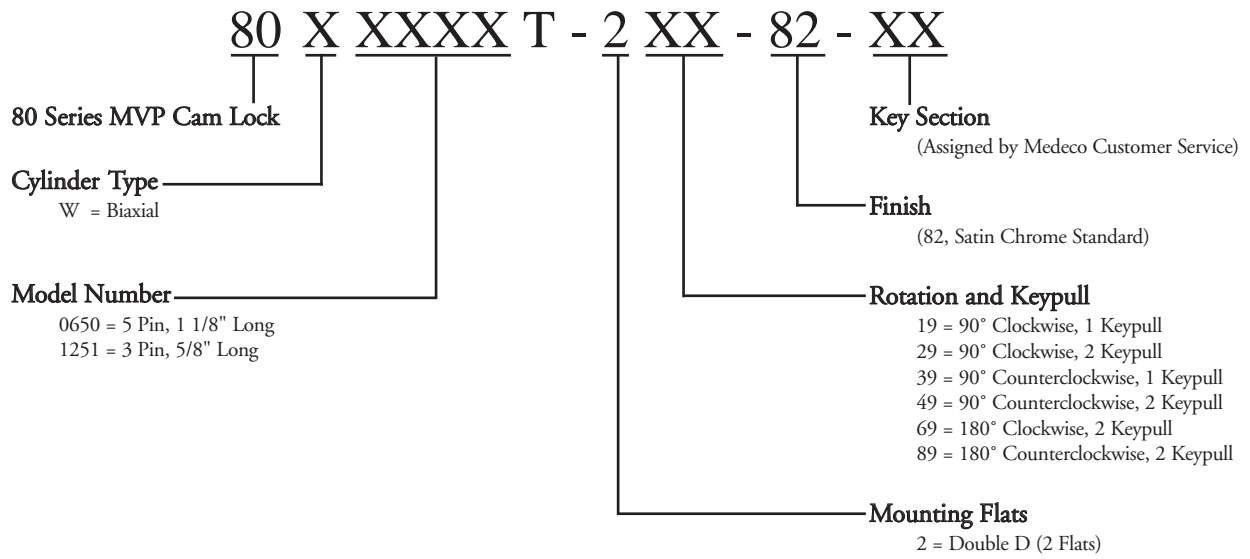 80 X XXXX T - 2 XX - 82 - XX
80 Series MVP Cam Lock
Cylinder Type
W = Biaxial
Model Number
0650 = 5 Pin, 1 1/8" Long
1251 = 3 Pin, 5/8" Long
Key Section
(Assigned by Medeco Customer Service)
Finish
(82, Satin Chrome Standard)
Rotation and Keypull
19 = 90° Clockwise, 1 Keypull
29 = 90° Clockwise, 2 Keypull
39 = 90° Counterclockwise, 1 Keypull
49 = 90° Counterclockwise, 2 Keypull
69 = 180° Clockwise, 2 Keypull
89 = 180° Counterclockwise, 2 Keypull
Mounting Flats
2 = Double D (2 Flats)